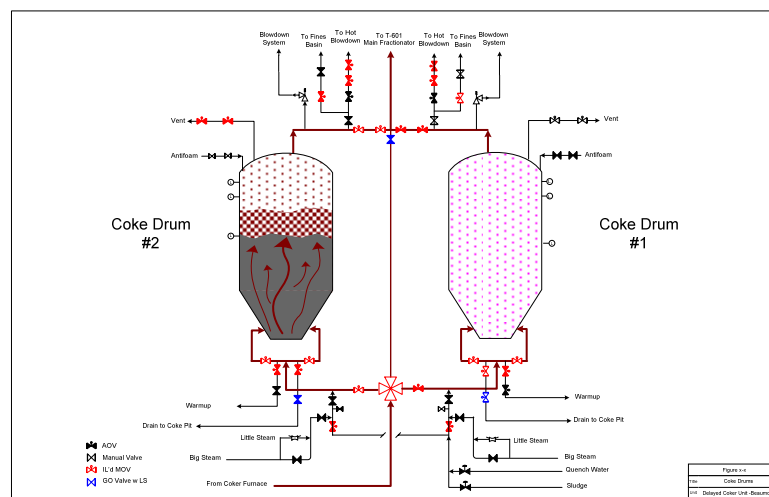 Blowdown
System
To Fines
Basin
To Hot
Blowdown
To T-601
Main Fractionator
To Hot
Blowdown
To Fines
Basin
Blowdown
System
Vent
Vent
Antifoam
Antifoam
Coke Drum
#2
Coke Drum
#1
Warmup
Warmup
Drain to Coke Pit
Drain to Coke Pit
AOV
Manual Valve
IL'd MOV
GO Valve w LS
Little Steam
Little Steam
Big Steam
Big Steam
Quench Water
From Coker Furnace
Sludge
Figure x-x
Title
Coke Drums
Unit
Delayed Coker Unit -Beaumont